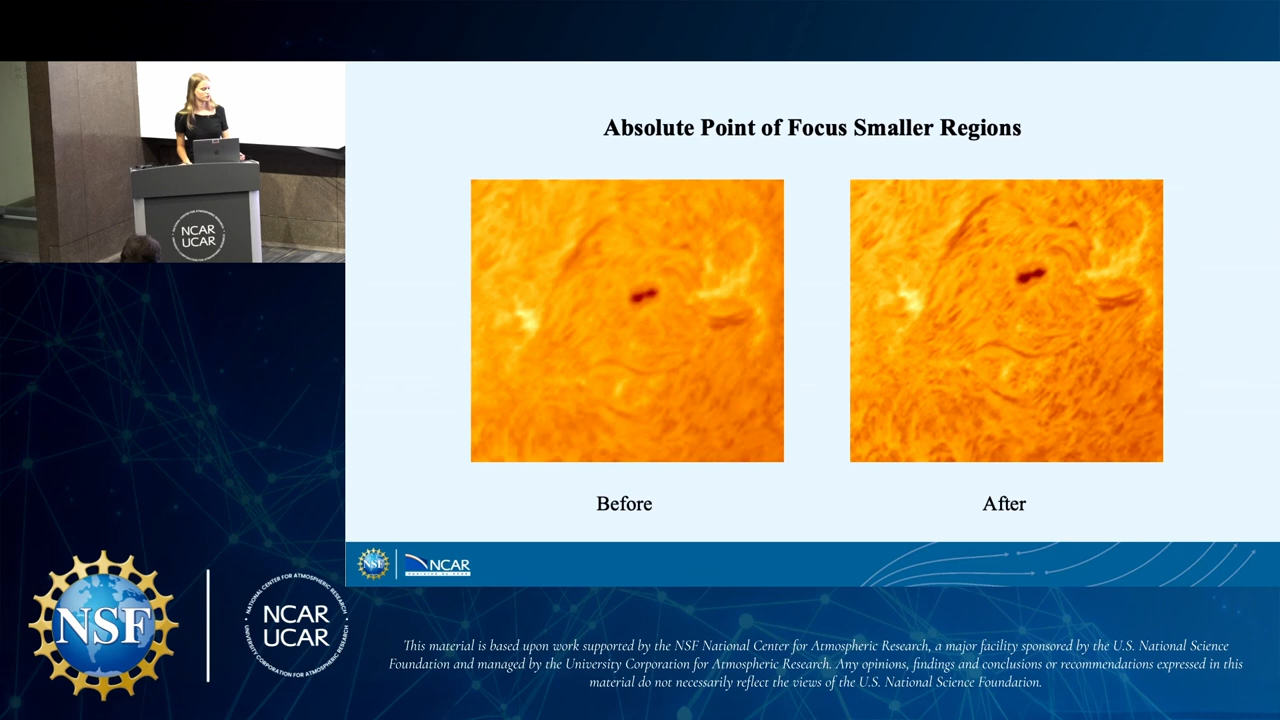 Absolute Point of Focus Smaller Regions
Before
After
NCAR
UCAR
NSF
NCAR
NSF
NATIONAL CENTER FOR ATMOSPHERIC RESEARCH
NCAR
UCAR
UNIVERSITY CORPORATION FOR ATMOSPHERIC RESEARCH
This material is based upon work supported by the NSF National Center for Atmospheric Research, a major facility sponsored by the U.S. National Science
Foundation and managed by the University Corporation for Atmospheric Research. Any opinions, findings and conclusions or recommendations expressed in this
material do not necessarily reflect the views of the U.S. National Science Foundation.